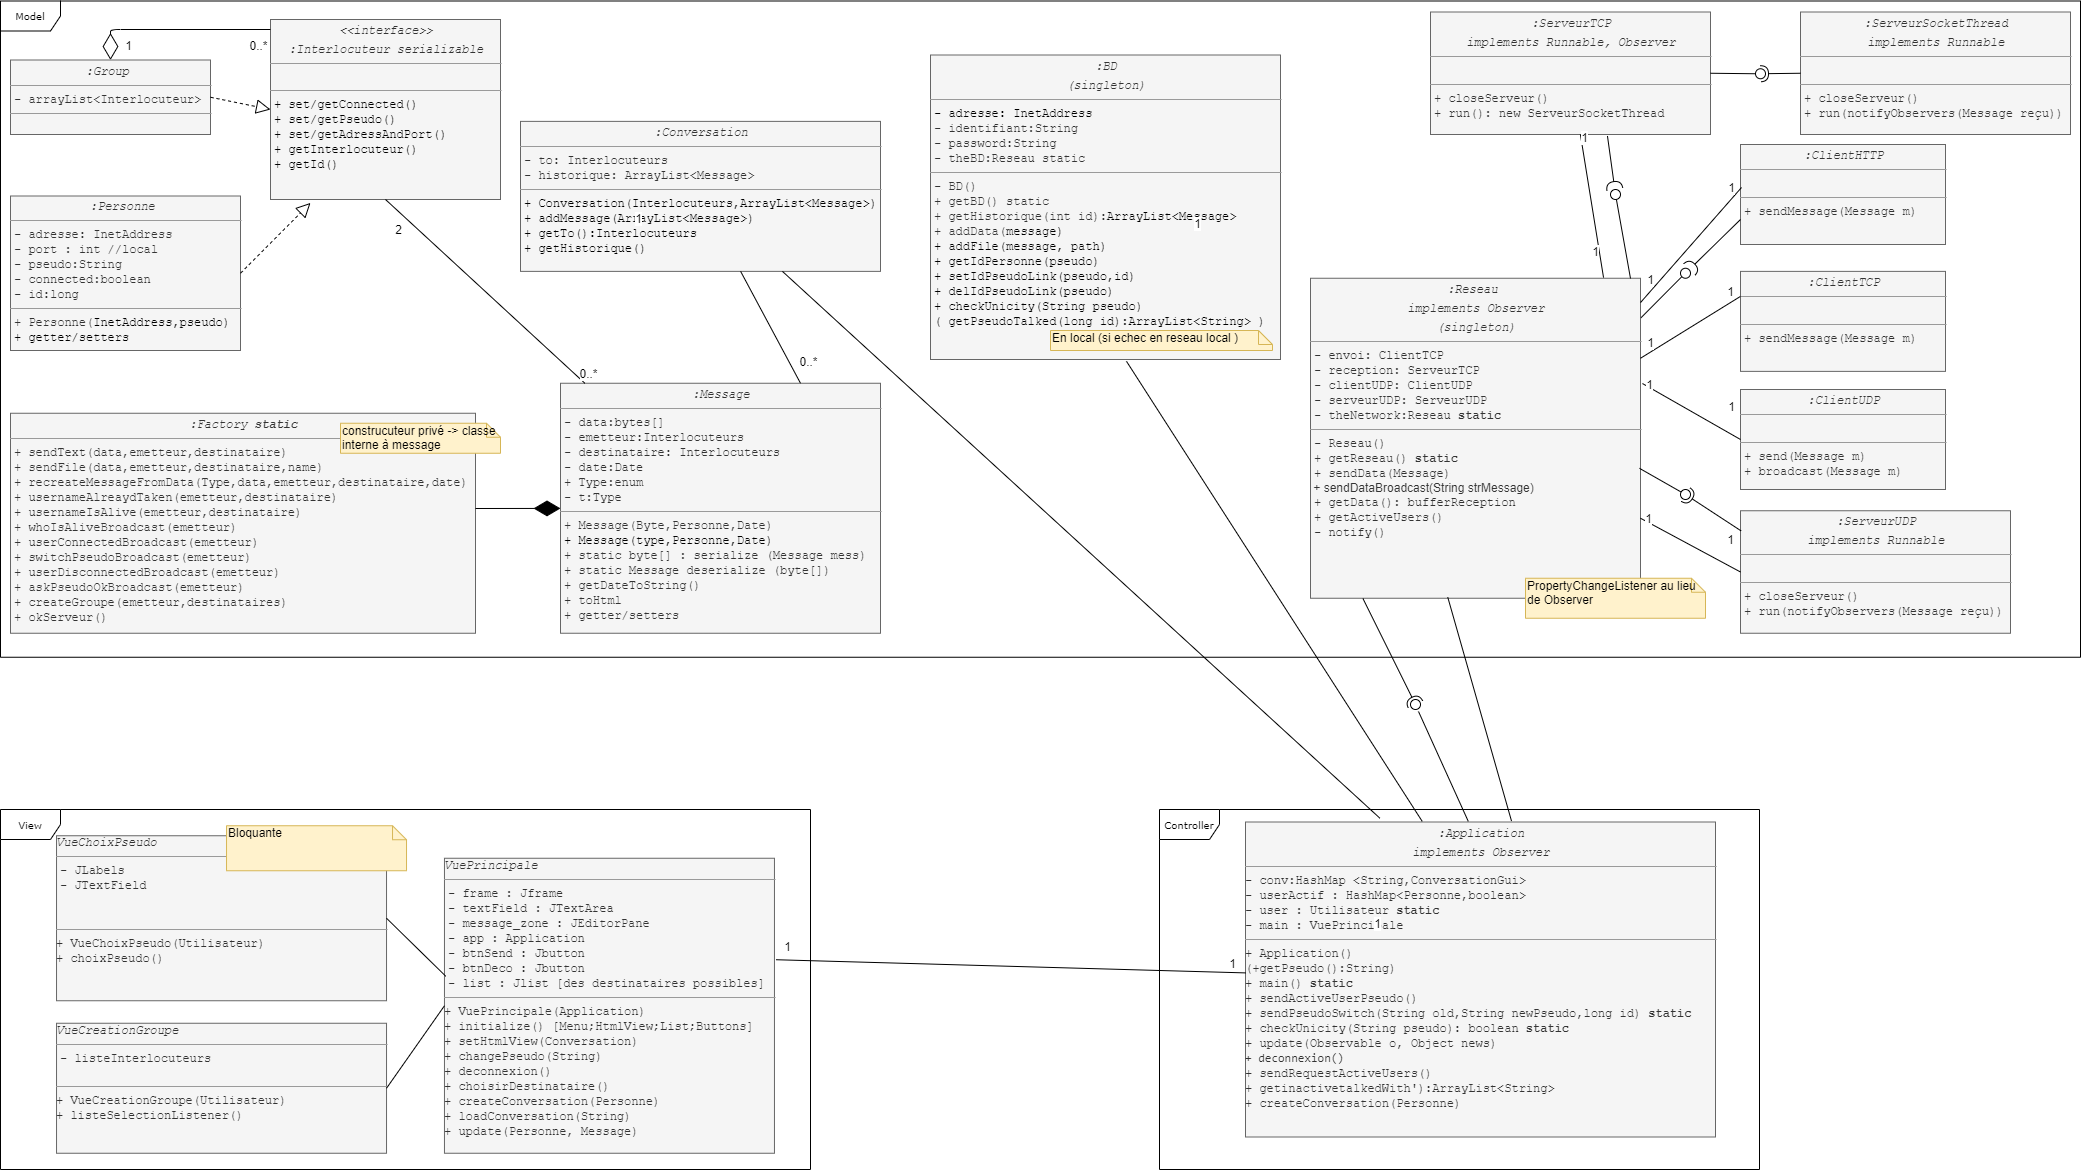 Model
1
0..*
:Group
- arrayList<Interlocuteur>
<<interface>>
:Interlocuteur serializable
+ set/getConnected()
+ set/getPseudo()
+ set/getAdressAndPort()
+ getInterlocuteur()
+ getId()
:Personne
- adresse: InetAddress
- port : int //local
- pseudo:String
- connected:boolean
- id:long
+ Personne(InetAddress,pseudo)
+ getter/setters
2
0..*
:Conversation
- to: Interlocuteurs
- historique: ArrayList<Message>
+ Conversation(Interlocuteurs,ArrayList<Message>)
+ addMessage(ArrayList<Message>)
1
+ getTo():Interlocuteurs
+ getHistorique()
0..*
:BD
(singleton)
- adresse: InetAddress
- identifiant:String
- password:String
- theBD:Reseau static
- BD()
+ getBD() static
+ getHistorique(int id):ArrayList<Message>
1
+ addData(message)
+ addFile(message, path)
+ getIdPersonne(pseudo)
+ setIdPseudoLink(pseudo,id)
+ delIdPseudoLink(pseudo)
+ checkUnicity(String pseudo)
( getPseudoTalked(long id):ArrayList<String> )
En local (si echec en reseau local )
:ServeurTCP
implements Runnable, Observer
+ closeServeur()
+ run(): new ServeurSocketThread
:ServeurSocketThread
implements Runnable
+ closeServeur()
+ run(notifyObservers(Message reçu))
1
1
:ClientHTTP
+ sendMessage(Message m)
1
1
:ClientTCP
+ sendMessage(Message m)
1
1
:ClientUDP
+ send(Message m)
+ broadcast(Message m)
1
1
:ServeurUDP
implements Runnable
+ closeServeur()
+ run(notifyObservers(Message reçu))
1
1
:Reseau
implements Observer
(singleton)
- envoi: ClientTCP
- reception: ServeurTCP
- clientUDP: ClientUDP
- serveurUDP: ServeurUDP
- theNetwork:Reseau static
- Reseau()
+ getReseau() static
+ sendData(Message)
+ sendDataBroadcast(String strMessage)
+ getData(): bufferReception
+ getActiveUsers()
- notify()
PropertyChangeListener au lieu
de Observer
:Factory static
construcuteur privé -> classe
interne à message
+ sendText(data,emetteur,destinataire)
+ sendFile(data,emetteur,destinataire,name)
+ recreateMessageFromData(Type,data,emetteur,destinataire,date)
+ usernameAlreaydTaken(emetteur,destinataire)
+ usernameIsAlive(emetteur,destinataire)
+ whoIsAliveBroadcast(emetteur)
+ userConnectedBroadcast(emetteur)
+ switchPseudoBroadcast(emetteur)
+ userDisconnectedBroadcast(emetteur)
+ askPseudoOkBroadcast(emetteur)
+ createGroupe(emetteur,destinataires)
+ okServeur()
:Message
- data:bytes[]
- emetteur:Interlocuteurs
- destinataire: Interlocuteurs
- date:Date
+ Type:enum
- t:Type
+ Message(Byte,Personne,Date)
+ Message(type,Personne,Date)
+ static byte[] : serialize (Message mess)
+ static Message deserialize (byte[])
+ getDateToString()
+ toHtml
+ getter/setters
View
VueChoixPseudo
Bloquante
- JLabels
- JTextField
+ VueChoixPseudo(Utilisateur)
+ choixPseudo()
VueCreationGroupe
- listeInterlocuteurs
+ VueCreationGroupe(Utilisateur)
+ listeSelectionListener()
VuePrincipale
- frame : Jframe
- textField : JTextArea
- message_zone : JEditorPane
- app : Application
- btnSend : Jbutton
- btnDeco : Jbutton
- list : Jlist [des destinataires possibles]
+ VuePrincipale(Application)
+ initialize() [Menu;HtmlView;List;Buttons]
+ setHtmlView(Conversation)
+ changePseudo(String)
+ deconnexion()
+ choisirDestinataire()
+ createConversation(Personne)
+ loadConversation(String)
+ update(Personne, Message)
1
1
Controller
:Application
implements Observer
- conv:HashMap <String,ConversationGui>
- userActif : HashMap<Personne,boolean>
- user : Utilisateur static
- main : VuePrincipale
1
+ Application()
(+getPseudo():String)
+ main() static
+ sendActiveUserPseudo()
+ sendPseudoSwitch(String old,String newPseudo,long id) static
+ checkUnicity(String pseudo): boolean static
+ update(Observable o, Object news)
+ deconnexion()
+ sendRequestActiveUsers()
+ getinactivetalkedWith'):ArrayList<String>
+ createConversation(Personne)